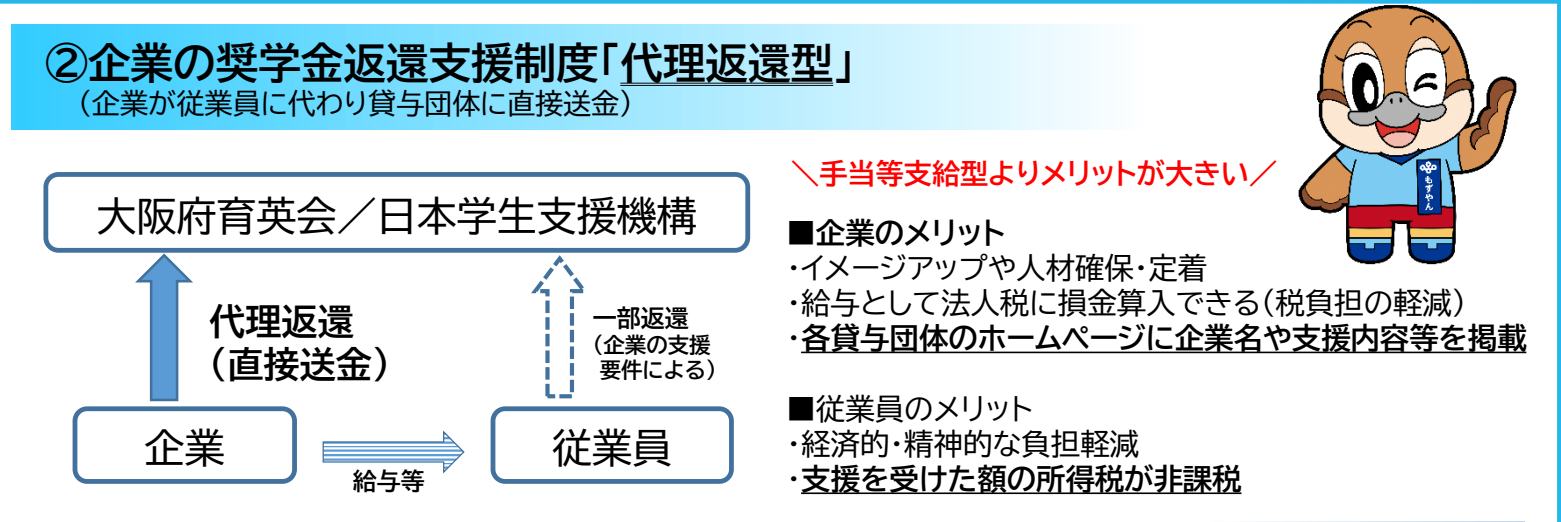 ②企業の奨学金返還支援制度「代理返還型」
（企業が従業員に代わり貸与団体に直接送金）
大阪府育英会／日本学生支援機構
代理返還
（直接送金）
一部返還
（企業の支援
要件による）
企業
給与等
従業員
＼手当等支給型よりメリットが大きい／
■企業のメリット
・イメージアップや人材確保・定着
・給与として法人税に損金算入できる（税負担の軽減）
・各貸与団体のホームページに企業名や支援内容等を掲載
■従業員のメリット
・経済的・精神的な負担軽減
・支援を受けた額の所得税が非課税
もずやん